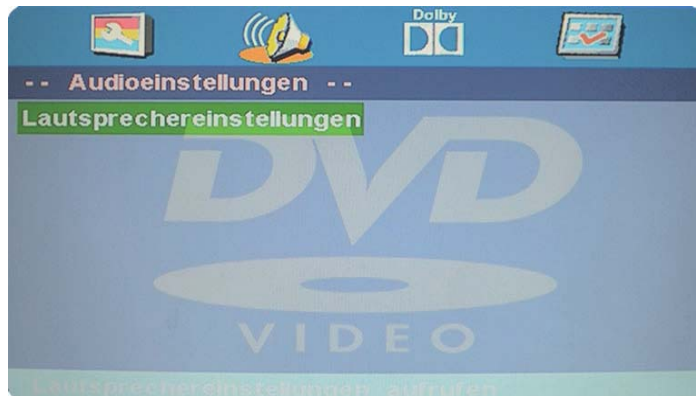 Dolby
-- Audioeinstellungen --
Lautsprechereinstellungen
DVD
VIDEO
Lautsprechereinstellungen aufrufen